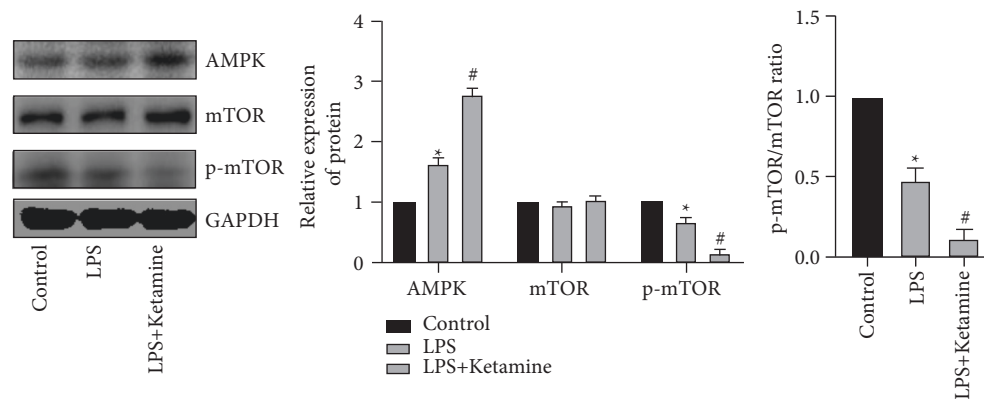 AMPK
mTOR
p-mTOR
GAPDH
Control
LPS
LPS+Ketamine
Relative expression
of protein
4
3
2
1
0
*
#
*
#
AMPK
mTOR
p-mTOR
Control
LPS
LPS+Ketamine
p-mTOR/mTOR ratio
1.5
1.0
0.5
0.0
*
#
Control
LPS
LPS+Ketamine